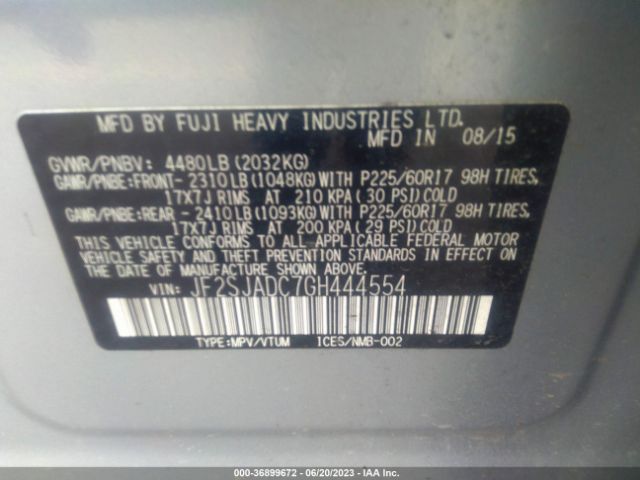 MFD BY FUJI HEAVY INDUSTRIES LTD.
MFD IN 08/15
GVWR/PNBV: 4480LB(2032KG)
GAWR/PNBE:FRONT-2310LB(1048KG)WITH P225/60R17 98H TIRES,
17X7J RIMS AT 210 KPA(30 PSI)COLD
GAWR/PNBE:REAR -2410LB(1093KG)WITH P225/60R17 98H TIRES,
17X7J RIMS AT 200 KPA(29 PSI)COLD
THIS VEHICLE CONFORMS TO ALL APPLICABLE FEDERAL MOTOR
VEHICLE SAFETY AND THEFT PREVENTION STANDARDS IN EFFECT
ON THE DATE OF MANUFACTURE SHOWN ABOVE.
VIN: JF2SJADC7GH444554
TYPE:MPV/VTUM ICES/NMB-002
© - 36899672 - 06/20/2023 - IAA Inc.